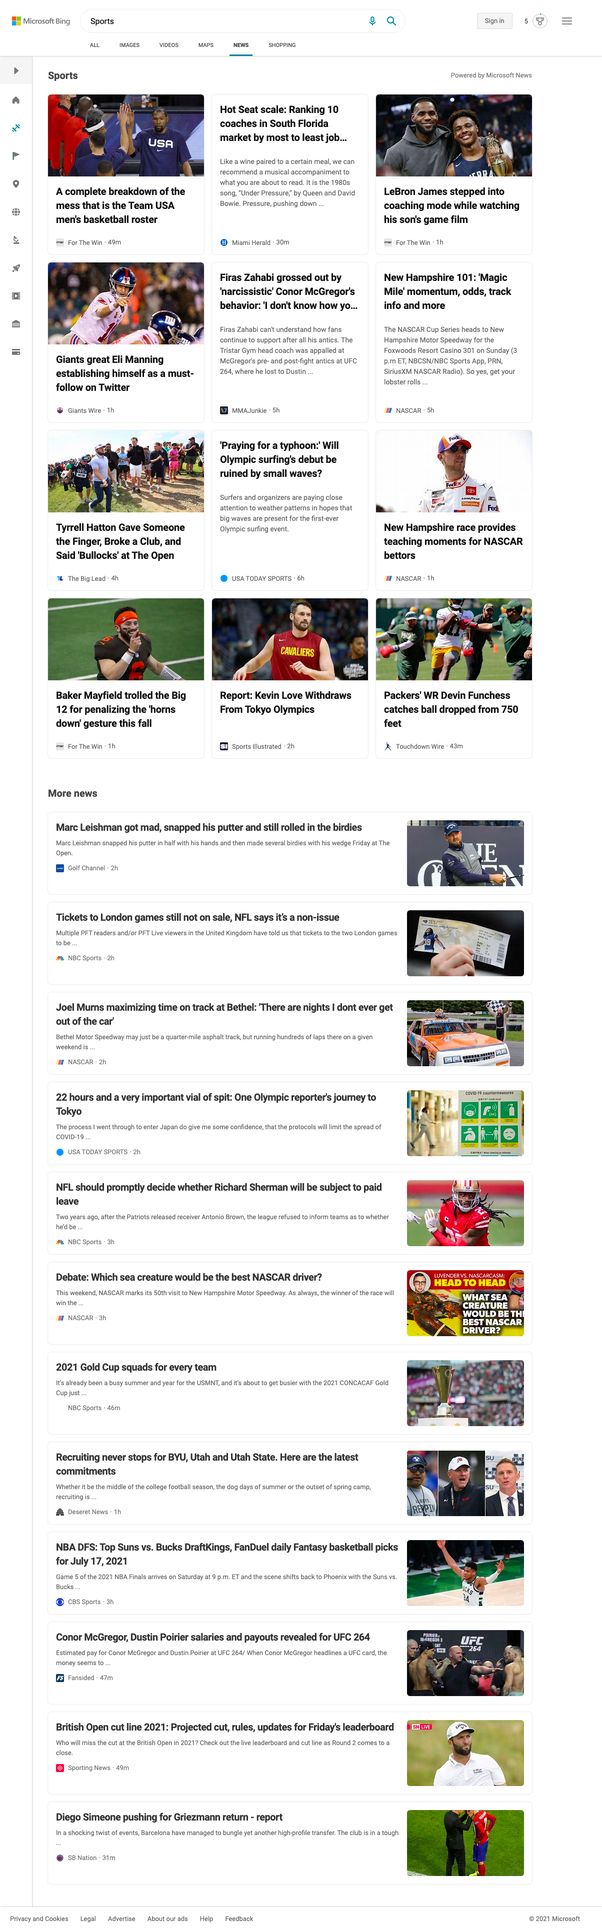 Microsoft Bing
Sports
Sign in
5
ALL
IMAGES
VIDEOS
MAPS
NEWS
SHOPPING
Sports
Powered by Microsoft News
USA
A complete breakdown of the
mess that is the Team USA
men's basketball roster
For The Win · 49m
Hot Seat scale: Ranking 10
coaches in South Florida
market by most to least job...
Like a wine paired to a certain meal, we can
recommend a musical accompaniment to
what you are about to read. It is the 1980s
song, "Under Pressure," by Queen and David
Bowie. Pressure, pushing down ...
Miami Herald · 30m
LeBron James stepped into
coaching mode while watching
his son's game film
For The Win · 1h
Giants great Eli Manning
establishing himself as a must-
follow on Twitter
Giants Wire · 1h
Firas Zahabi grossed out by
'narcissistic' Conor McGregor's
behavior: 'I don't know how yo...
Firas Zahabi can't understand how fans
continue to support after all his antics. The
Tristar Gym head coach was appalled at
McGregor's pre- and post-fight antics at UFC
264, where he lost to Dustin ...
MMAJunkie · 5h
New Hampshire 101: 'Magic
Mile' momentum, odds, track
info and more
The NASCAR Cup Series heads to New
Hampshire Motor Speedway for the
Foxwoods Resort Casino 301 on Sunday (3
p.m ET, NBCSN/NBC Sports App, PRN,
SiriusXM NASCAR Radio). So yes, get your
lobster rolls ...
NASCAR · 5h
Tyrrell Hatton Gave Someone
the Finger, Broke a Club, and
Said 'Bullocks' at The Open
The Big Lead · 4h
'Praying for a typhoon:' Will
Olympic surfing's debut be
ruined by small waves?
Surfers and organizers are paying close
attention to weather patterns in hopes that
big waves are present for the first-ever
Olympic surfing event.
USA TODAY SPORTS · 6h
FedEx
New Hampshire race provides
teaching moments for NASCAR
bettors
NASCAR · 1h
Baker Mayfield trolled the Big
12 for penalizing the 'horns
down' gesture this fall
For The Win · 1h
CAVALIERS
Report: Kevin Love Withdraws
From Tokyo Olympics
Sports Illustrated · 2h
Packers' WR Devin Funchess
catches ball dropped from 750
feet
Touchdown Wire · 43m
More news
Marc Leishman got mad, snapped his putter and still rolled in the birdies
Marc Leishman snapped his putter in half with his hands and then made several birdies with his wedge Friday at The
Open.
Golf Channel · 2h
Tickets to London games still not on sale, NFL says it's a non-issue
Multiple PFT readers and/or PFT Live viewers in the United Kingdom have told us that tickets to the two London games
to be ...
NBC Sports · 2h
Joel Murns maximizing time on track at Bethel: 'There are nights I dont ever get
out of the car'
Bethel Motor Speedway may just be a quarter-mile asphalt track, but running hundreds of laps there on a given
weekend is ...
NASCAR · 2h
22 hours and a very important vial of spit: One Olympic reporter's journey to
Tokyo
The process I went through to enter Japan do give me some confidence, that the protocols will limit the spread of
COVID-19 ...
USA TODAY SPORTS · 2h
COVID-19 countermeasures
NFL should promptly decide whether Richard Sherman will be subject to paid
leave
Two years ago, after the Patriots released receiver Antonio Brown, the league refused to inform teams as to whether
he'd be ...
NBC Sports · 3h
Debate: Which sea creature would be the best NASCAR driver?
This weekend, NASCAR marks its 50th visit to New Hampshire Motor Speedway. As always, the winner of the race will
win the ...
NASCAR · 3h
LUVENDER VS. NASCARCASM:
HEAD TO HEAD
WHAT SEA
CREATURE
WOULD BE THE
BEST NASCAR
DRIVER?
2021 Gold Cup squads for every team
It's already been a busy summer and year for the USMNT, and it's about to get busier with the 2021 CONCACAF Gold
Cup just ...
NBC Sports · 46m
Recruiting never stops for BYU, Utah and Utah State. Here are the latest
commitments
Whether it be the middle of the college football season, the dog days of summer or the outset of spring camp,
recruiting is ...
Deseret News · 1h
NBA DFS: Top Suns vs. Bucks DraftKings, FanDuel daily Fantasy basketball picks
for July 17, 2021
Game 5 of the 2021 NBA Finals arrives on Saturday at 9 p.m. ET and the scene shifts back to Phoenix with the Suns vs.
Bucks ...
CBS Sports · 3h
Conor McGregor, Dustin Poirier salaries and payouts revealed for UFC 264
Estimated pay for Conor McGregor and Dustin Poirier at UFC 264/ When Conor McGregor headlines a UFC card, the
money seems to ...
Fansided · 47m
UFC
264
British Open cut line 2021: Projected cut, rules, updates for Friday's leaderboard
Who will miss the cut at the British Open in 2021? Check out the live leaderboard and cut line as Round 2 comes to a
close.
Sporting News · 49m
SN LIVE
Diego Simeone pushing for Griezmann return - report
In a shocking twist of events, Barcelona have managed to bungle yet another high-profile transfer. The club is in a tough
...
SB Nation · 31m
Privacy and Cookies
Legal
Advertise
About our ads
Help
Feedback
© 2021 Microsoft